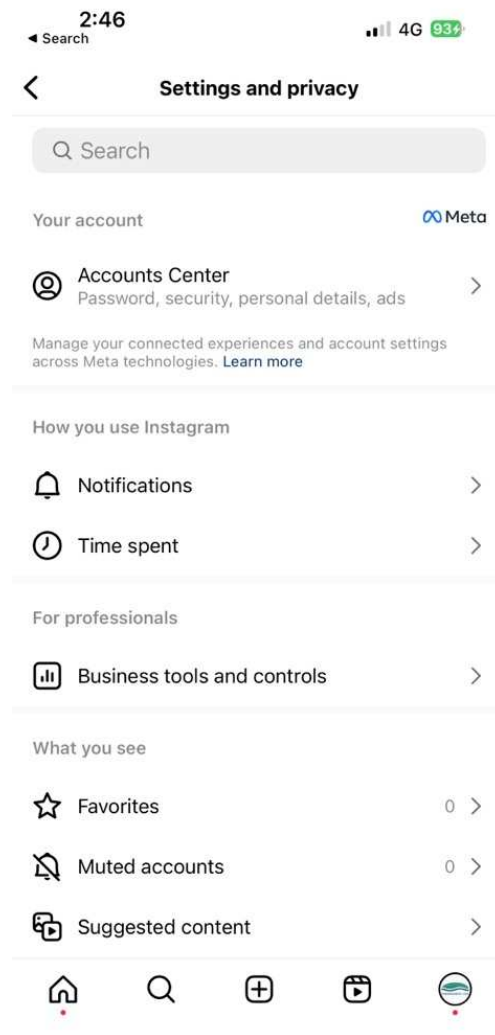 2:46
◀ Search
4G 93
Settings and privacy
Search
Your account
Meta
Accounts Center
Password, security, personal details, ads
Manage your connected experiences and account settings
across Meta technologies. Learn more
How you use Instagram
Notifications
Time spent
For professionals
Business tools and controls
What you see
Favorites
0
Muted accounts
0
Suggested content